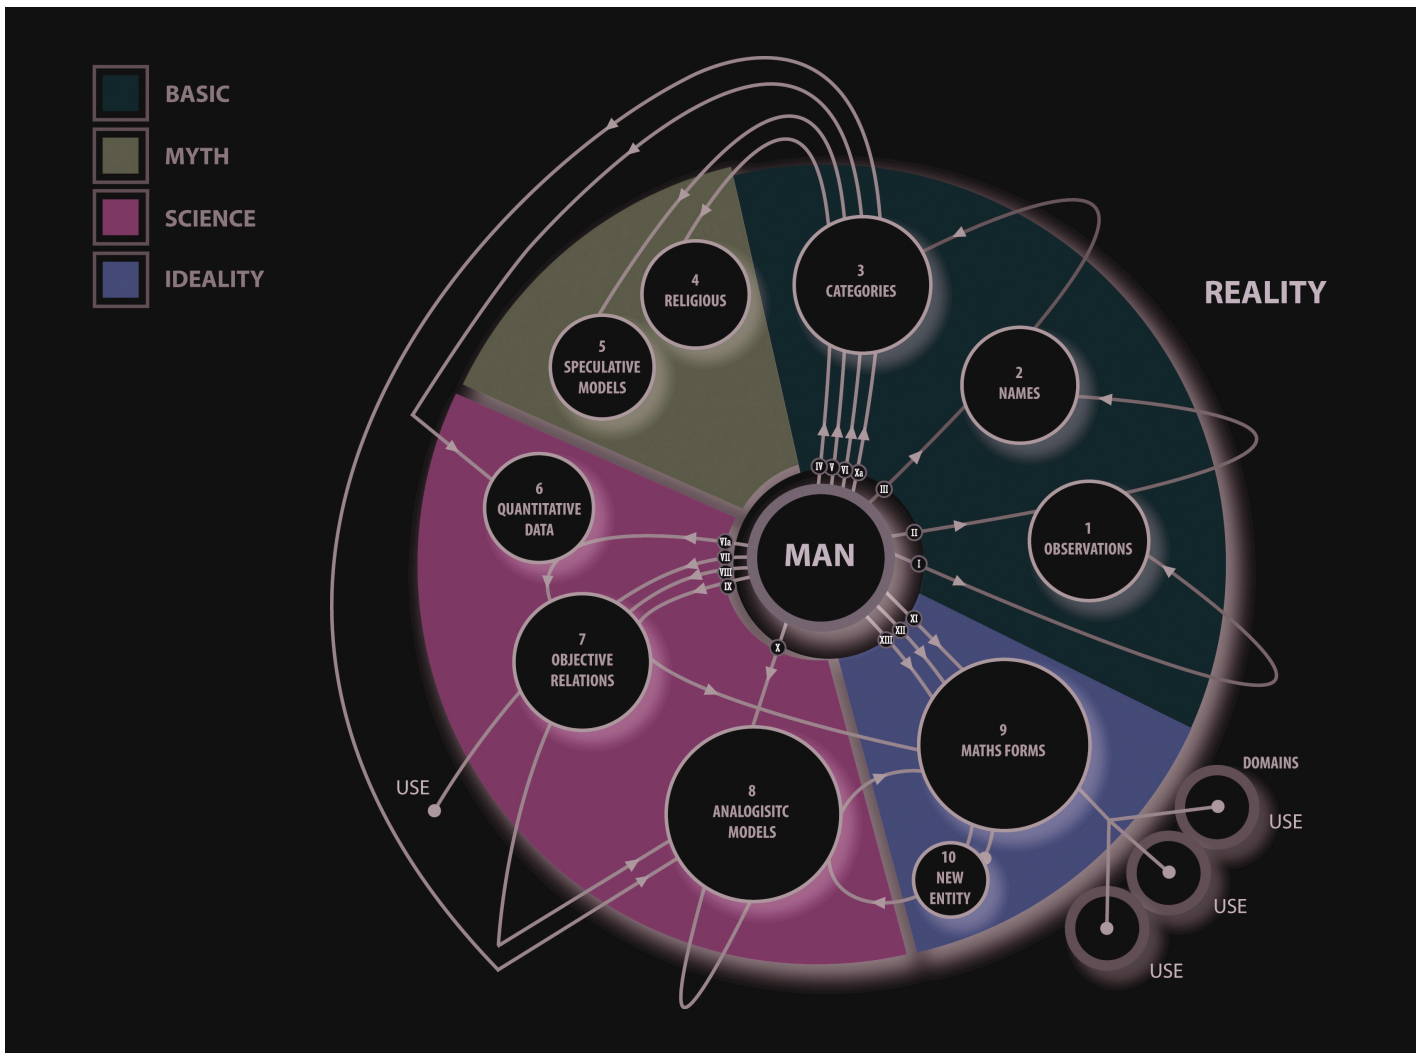 BASIC
MYTH
SCIENCE
IDEALITY
REALITY
3
CATEGORIES
4
RELIGIOUS
5
SPECULATIVE
MODELS
2
NAMES
6
QUANTITATIVE
DATA
1
OBSERVATIONS
IV
V
VI
Xa
III
II
I
MAN
VIa
VII
VIII
IX
X
XI
XII
XIII
7
OBJECTIVE
RELATIONS
9
MATHS FORMS
8
ANALOGISITC
MODELS
10
NEW
ENTITY
USE
DOMAINS
USE
USE
USE